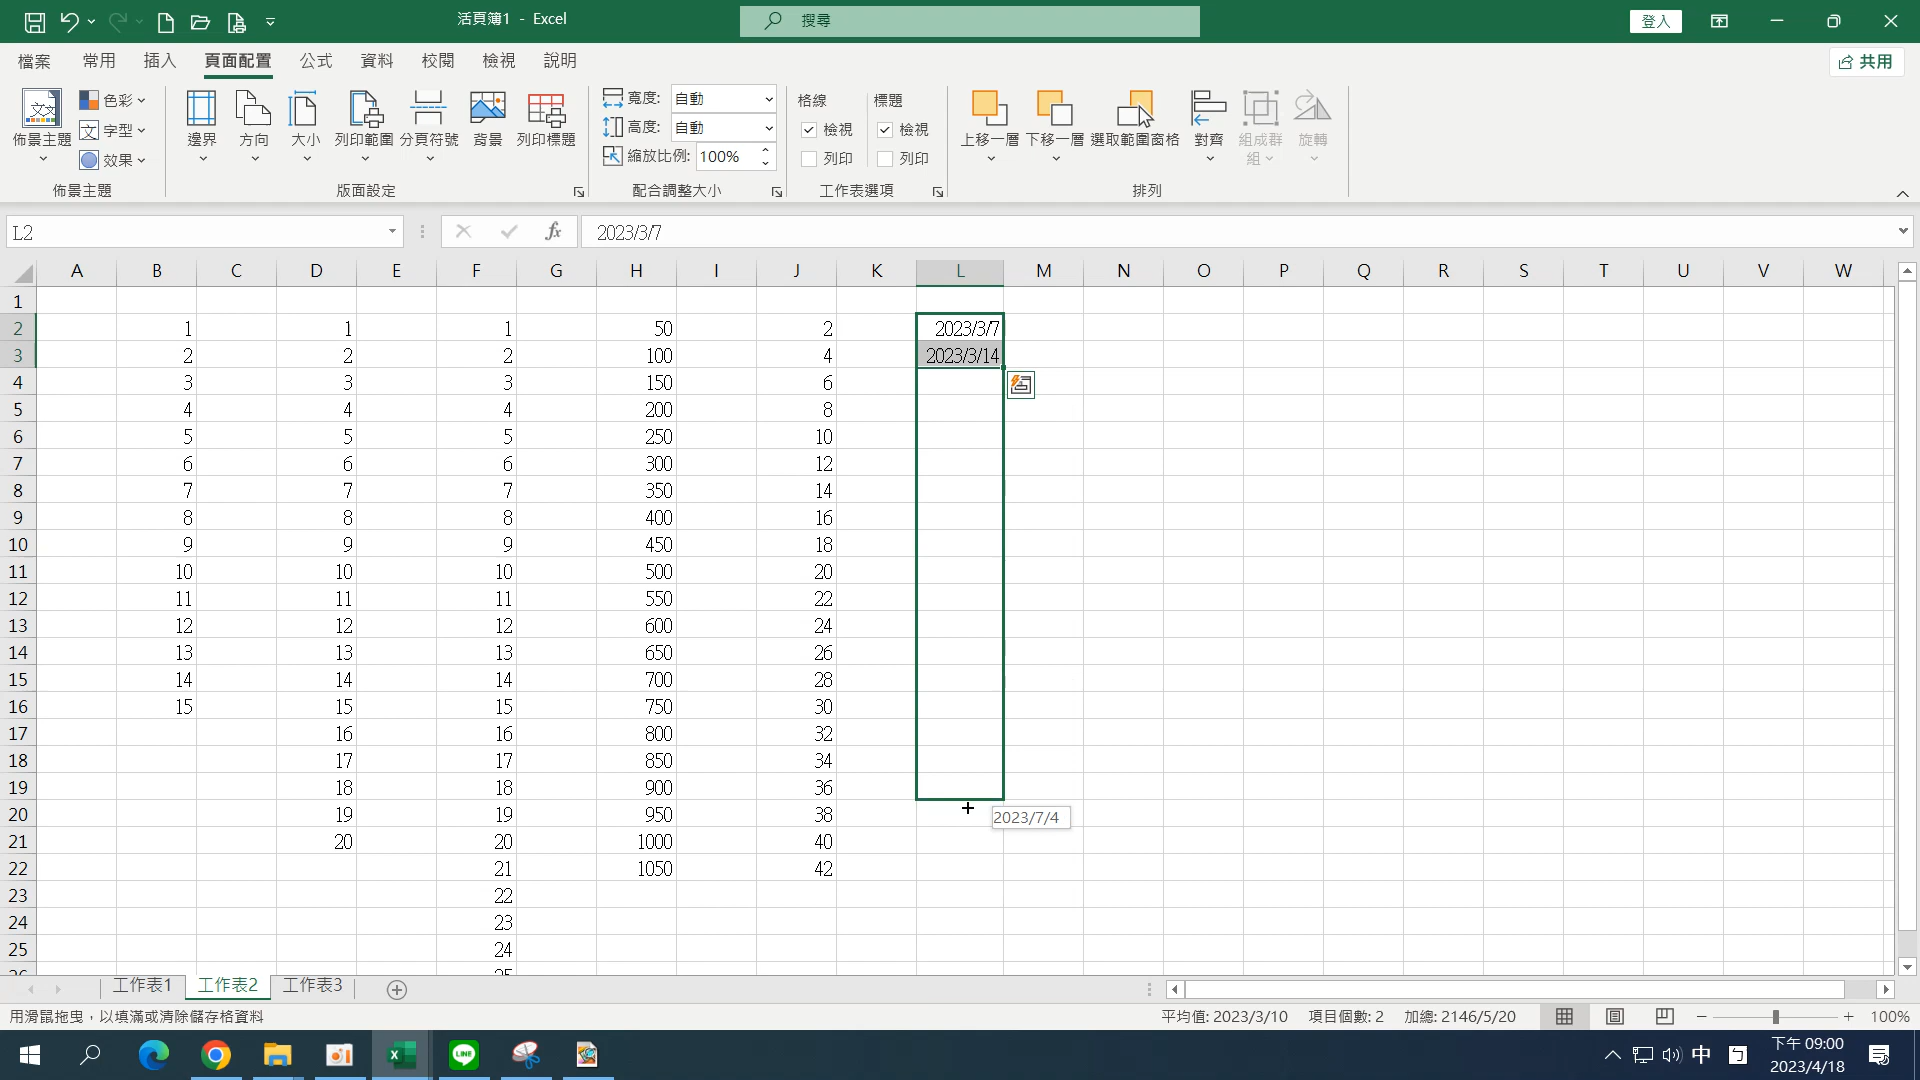 活頁簿1 - Excel
搜尋
登入
檔案 常用 插入 頁面配置 公式 資料 校閱 檢視 說明
共用
佈景主題
色彩
字型
效果
佈景主題
邊界 方向 大小 列印範圍 分頁符號 背景 列印標題
版面設定
寬度: 自動
高度: 自動
縮放比例: 100%
配合調整大小
格線 標題
檢視 檢視
列印 列印
工作表選項
上移一層 下移一層 選取範圍窗格 對齊 組成群組 旋轉
排列
L2
fx
2023/3/7
A B C D E F G H I J K L M N O P Q R S T U V W
1
2 1 1 1 50 2 2023/3/7
3 2 2 2 100 4 2023/3/14
4 3 3 3 150 6
5 4 4 4 200 8
6 5 5 5 250 10
7 6 6 6 300 12
8 7 7 7 350 14
9 8 8 8 400 16
10 9 9 9 450 18
11 10 10 10 500 20
12 11 11 11 550 22
13 12 12 12 600 24
14 13 13 13 650 26
15 14 14 14 700 28
16 15 15 15 750 30
17 16 16 800 32
18 17 17 850 34
19 18 18 900 36
20 19 19 950 38 2023/7/4
21 20 20 1000 40
22 21 1050 42
23 22
24 23
25 24
26 25
工作表1 工作表2 工作表3
用滑鼠拖曳，以填滿或清除儲存格資料
平均值: 2023/3/10 項目個數: 2 加總: 2146/5/20
100%
LINE
中
下午 09:00
2023/4/18